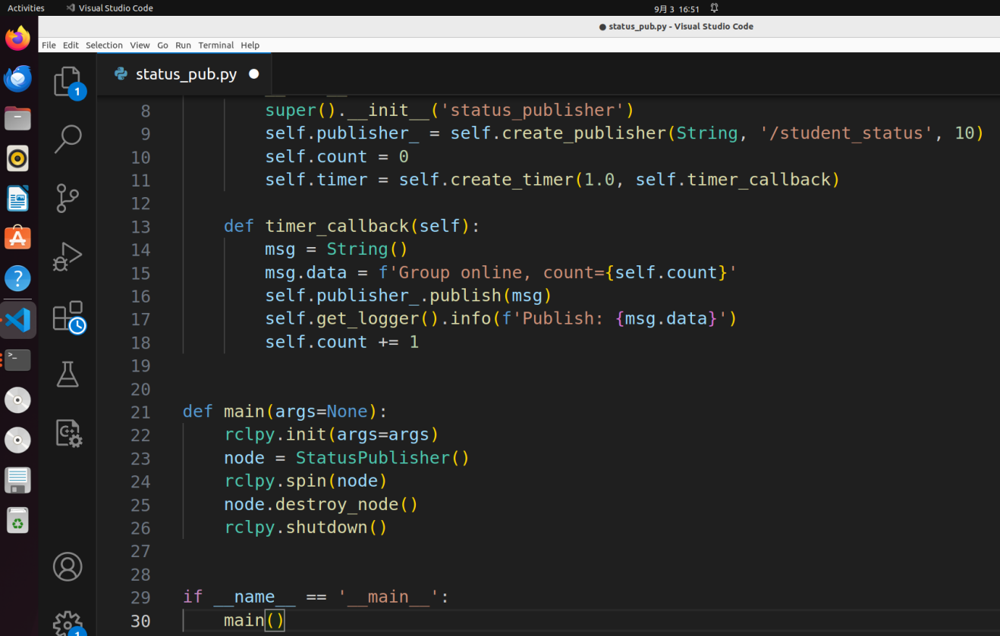 Activities
Visual Studio Code
9月 3 16:51
● status_pub.py - Visual Studio Code
File Edit Selection View Go Run Terminal Help
status_pub.py ●
1
8 super().__init__('status_publisher')
9 self.publisher_ = self.create_publisher(String, '/student_status', 10)
10 self.count = 0
11 self.timer = self.create_timer(1.0, self.timer_callback)
12
13 def timer_callback(self):
14 msg = String()
15 msg.data = f'Group online, count={self.count}'
16 self.publisher_.publish(msg)
17 self.get_logger().info(f'Publish: {msg.data}')
18 self.count += 1
19
20
21 def main(args=None):
22 rclpy.init(args=args)
23 node = StatusPublisher()
24 rclpy.spin(node)
25 node.destroy_node()
26 rclpy.shutdown()
27
28
29 if __name__ == '__main__':
30 main()
1